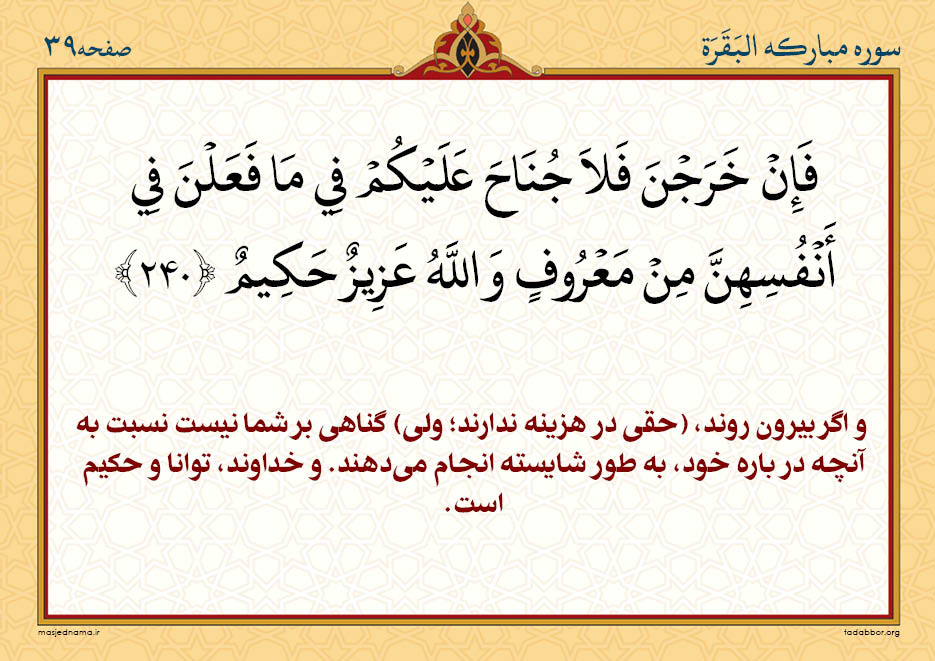 سوره مبارکه البَقَرَة
صفحه۳۹
فَإِنْ خَرَجْنَ فَلاَ جُنَاحَ عَلَيْكُمْ فِي مَا فَعَلْنَ فِي
أَنْفُسِهِنَّ مِنْ مَعْرُوفٍ وَ اللَّهُ عَزِيزٌ حَكِيمٌ ﴿۲۴۰﴾
و اگر بیرون روند، (حقی در هزینه ندارند؛ ولی) گناهی بر شما نیست نسبت به
آنچه در باره خود، به طور شایسته انجام می‌دهند. و خداوند، توانا و حکیم
است.
masjednama.ir
tadabbor.org